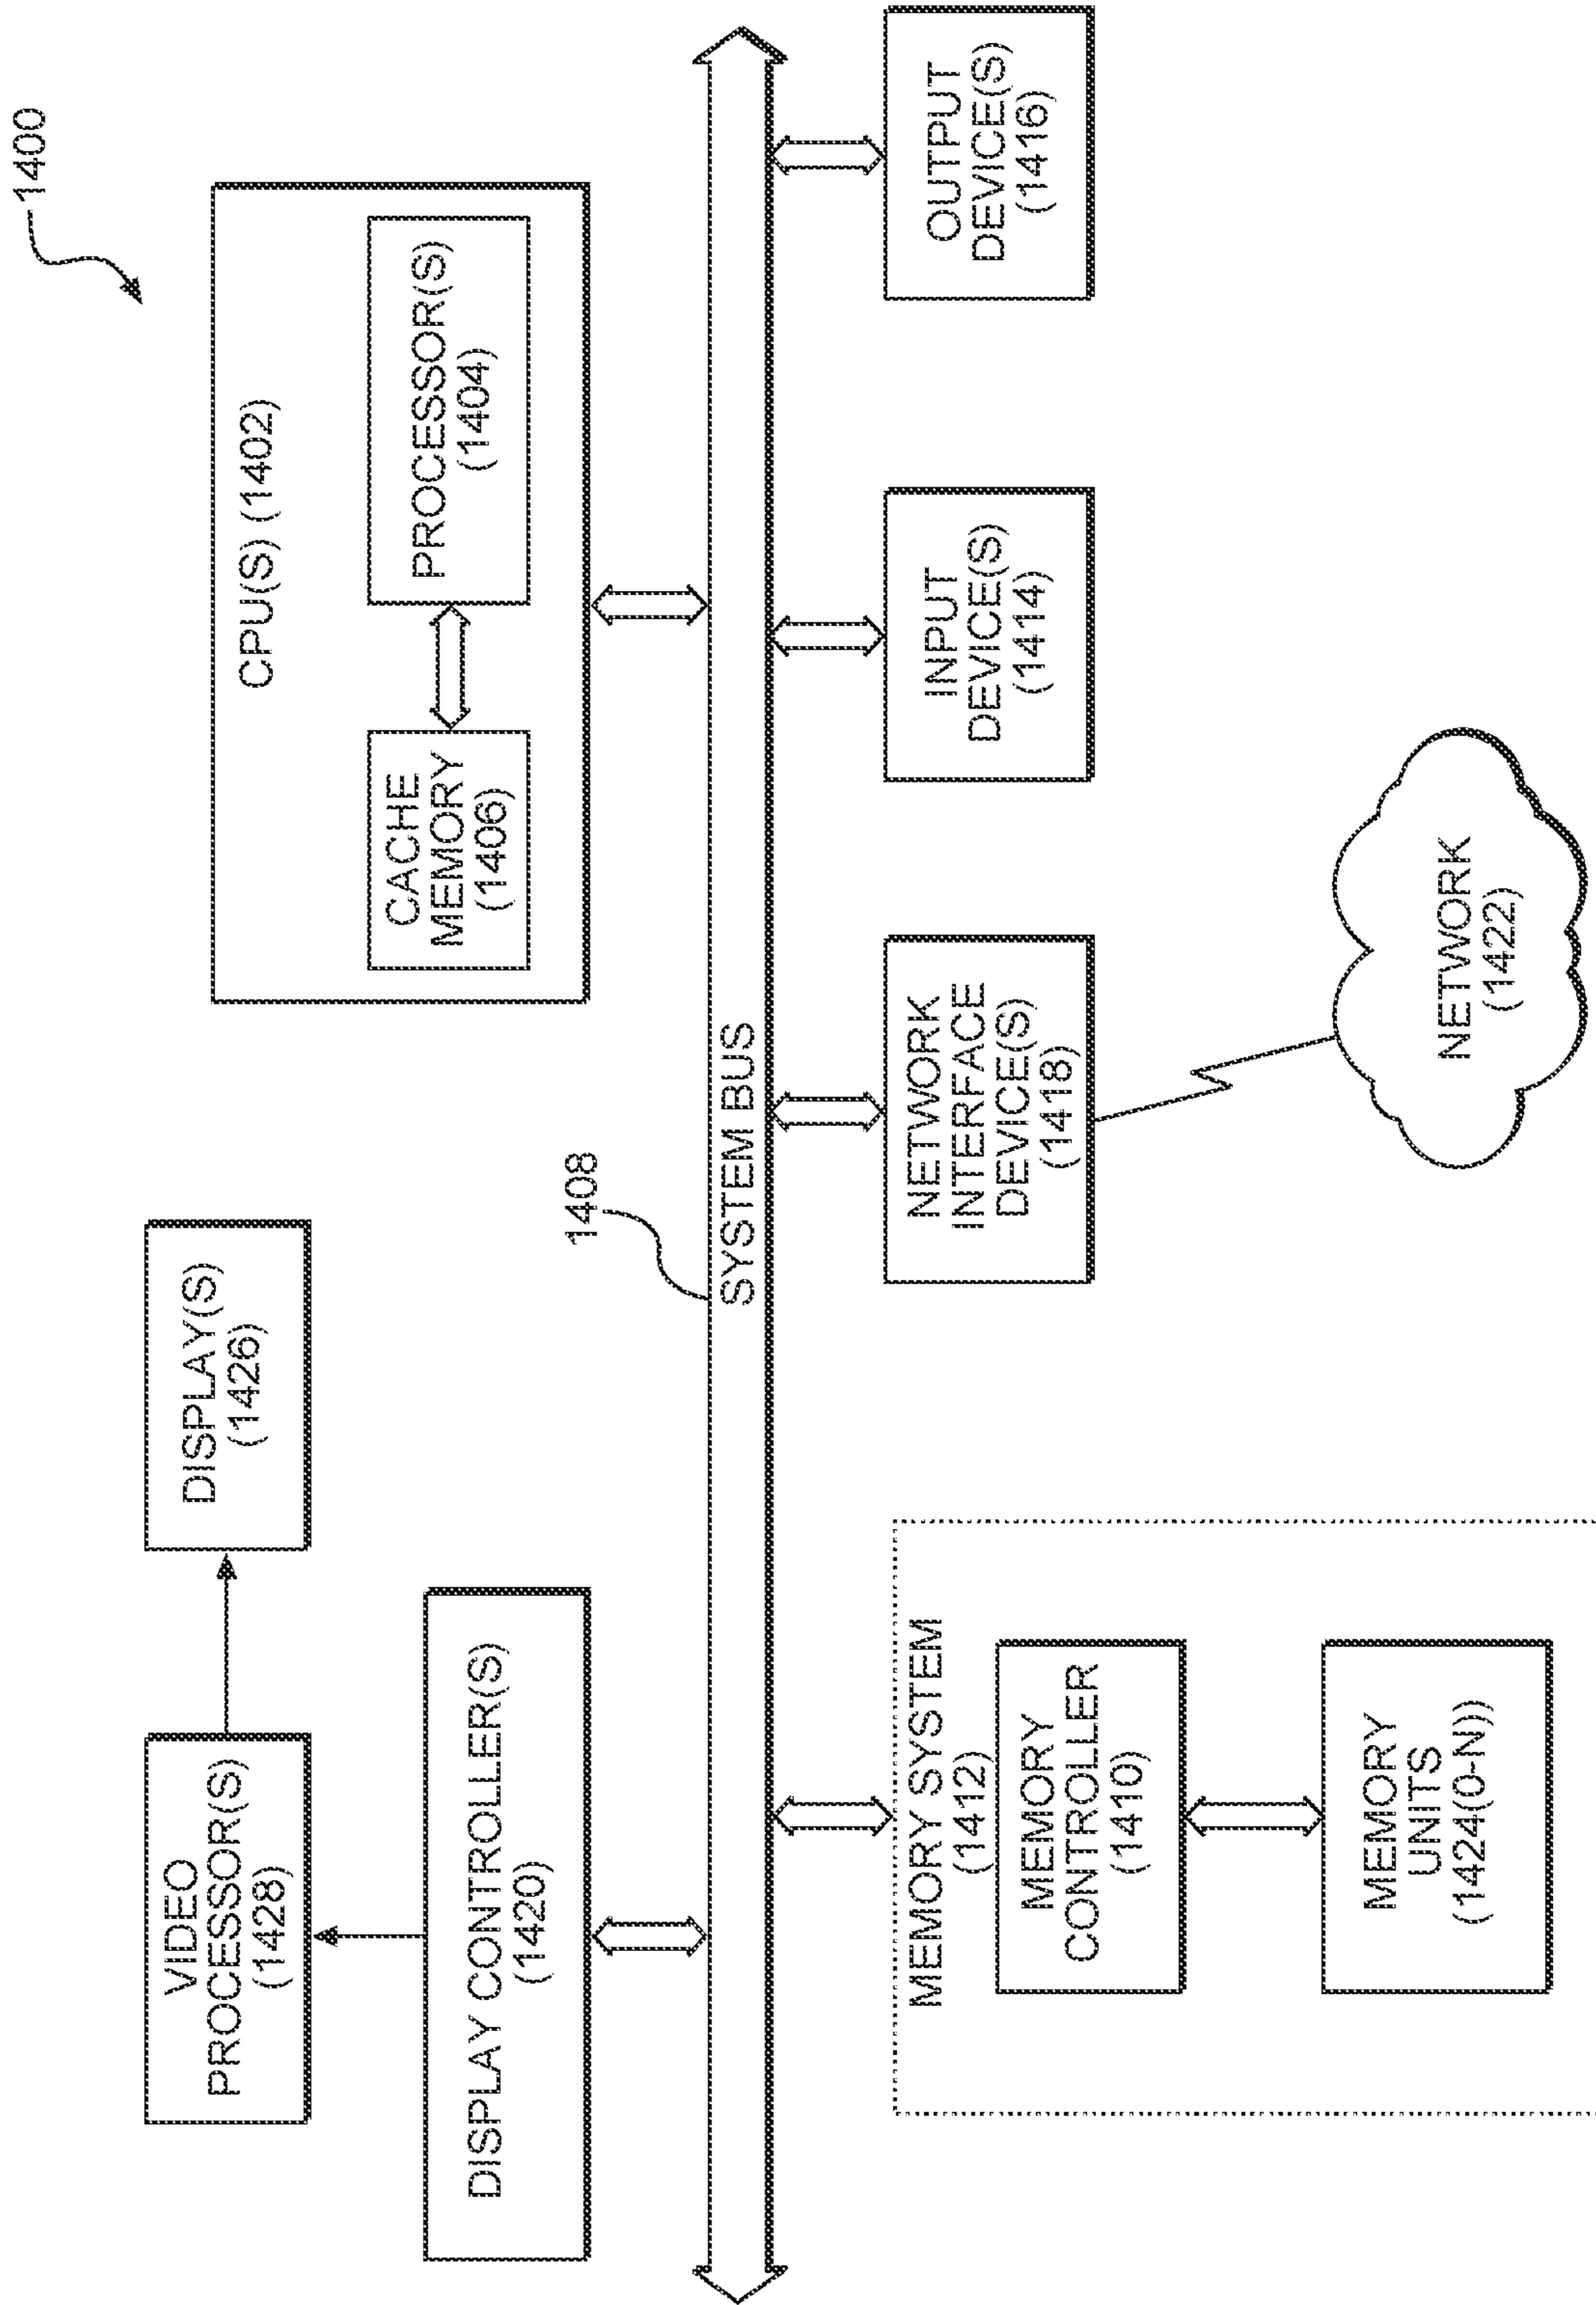 1400
CPU(S) (1402)
CACHE
MEMORY
(1406)
PROCESSOR(S)
(1404)
VIDEO
PROCESSOR(S)
(1428)
DISPLAY(S)
(1426)
DISPLAY CONTROLLER(S)
(1420)
1408
SYSTEM BUS
MEMORY SYSTEM
(1412)
MEMORY
CONTROLLER
(1410)
MEMORY
UNITS
(1424(0-N))
NETWORK
INTERFACE
DEVICE(S)
(1418)
INPUT
DEVICE(S)
(1414)
OUTPUT
DEVICE(S)
(1416)
NETWORK
(1422)